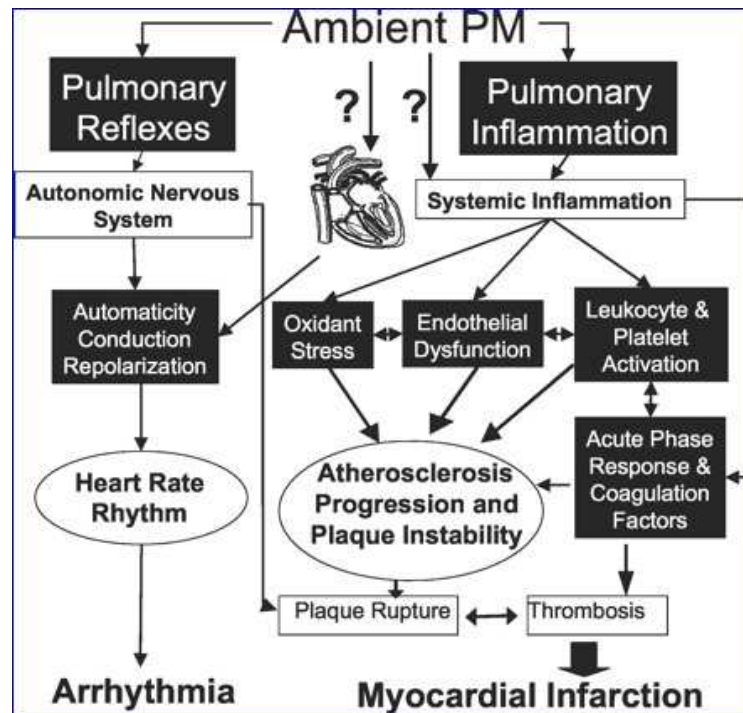 Ambient PM
Pulmonary
Reflexes
?
?
Pulmonary
Inflammation
Autonomic Nervous
System
Systemic Inflammation
Automaticity
Conduction
Repolarization
Oxidant
Stress
Endothelial
Dysfunction
Leukocyte &
Platelet
Activation
Heart Rate
Rhythm
Atherosclerosis
Progression and
Plaque Instability
Acute Phase
Response &
Coagulation
Factors
Plaque Rupture
Thrombosis
Arrhythmia
Myocardial Infarction